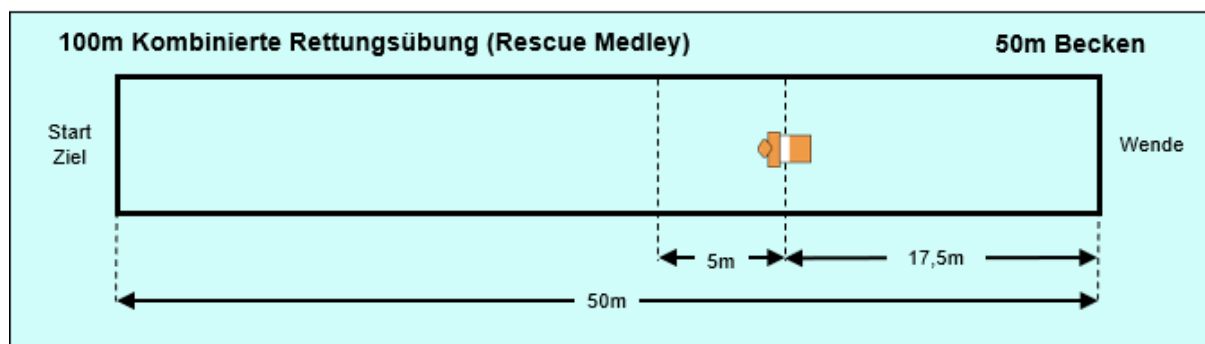 100m Kombinierte Rettungsübung (Rescue Medley)
50m Becken
Start
Ziel
Wende
5m
17,5m
50m